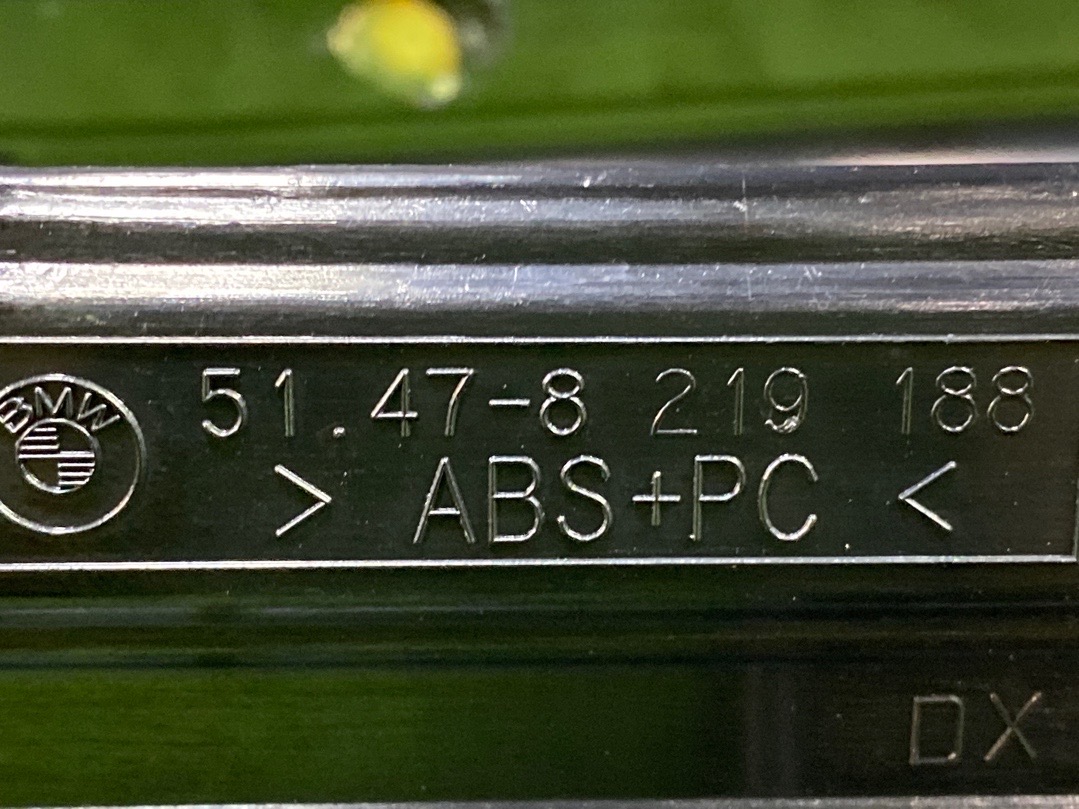 BMW
51.47-8 219 188
> ABS+PC <
DX